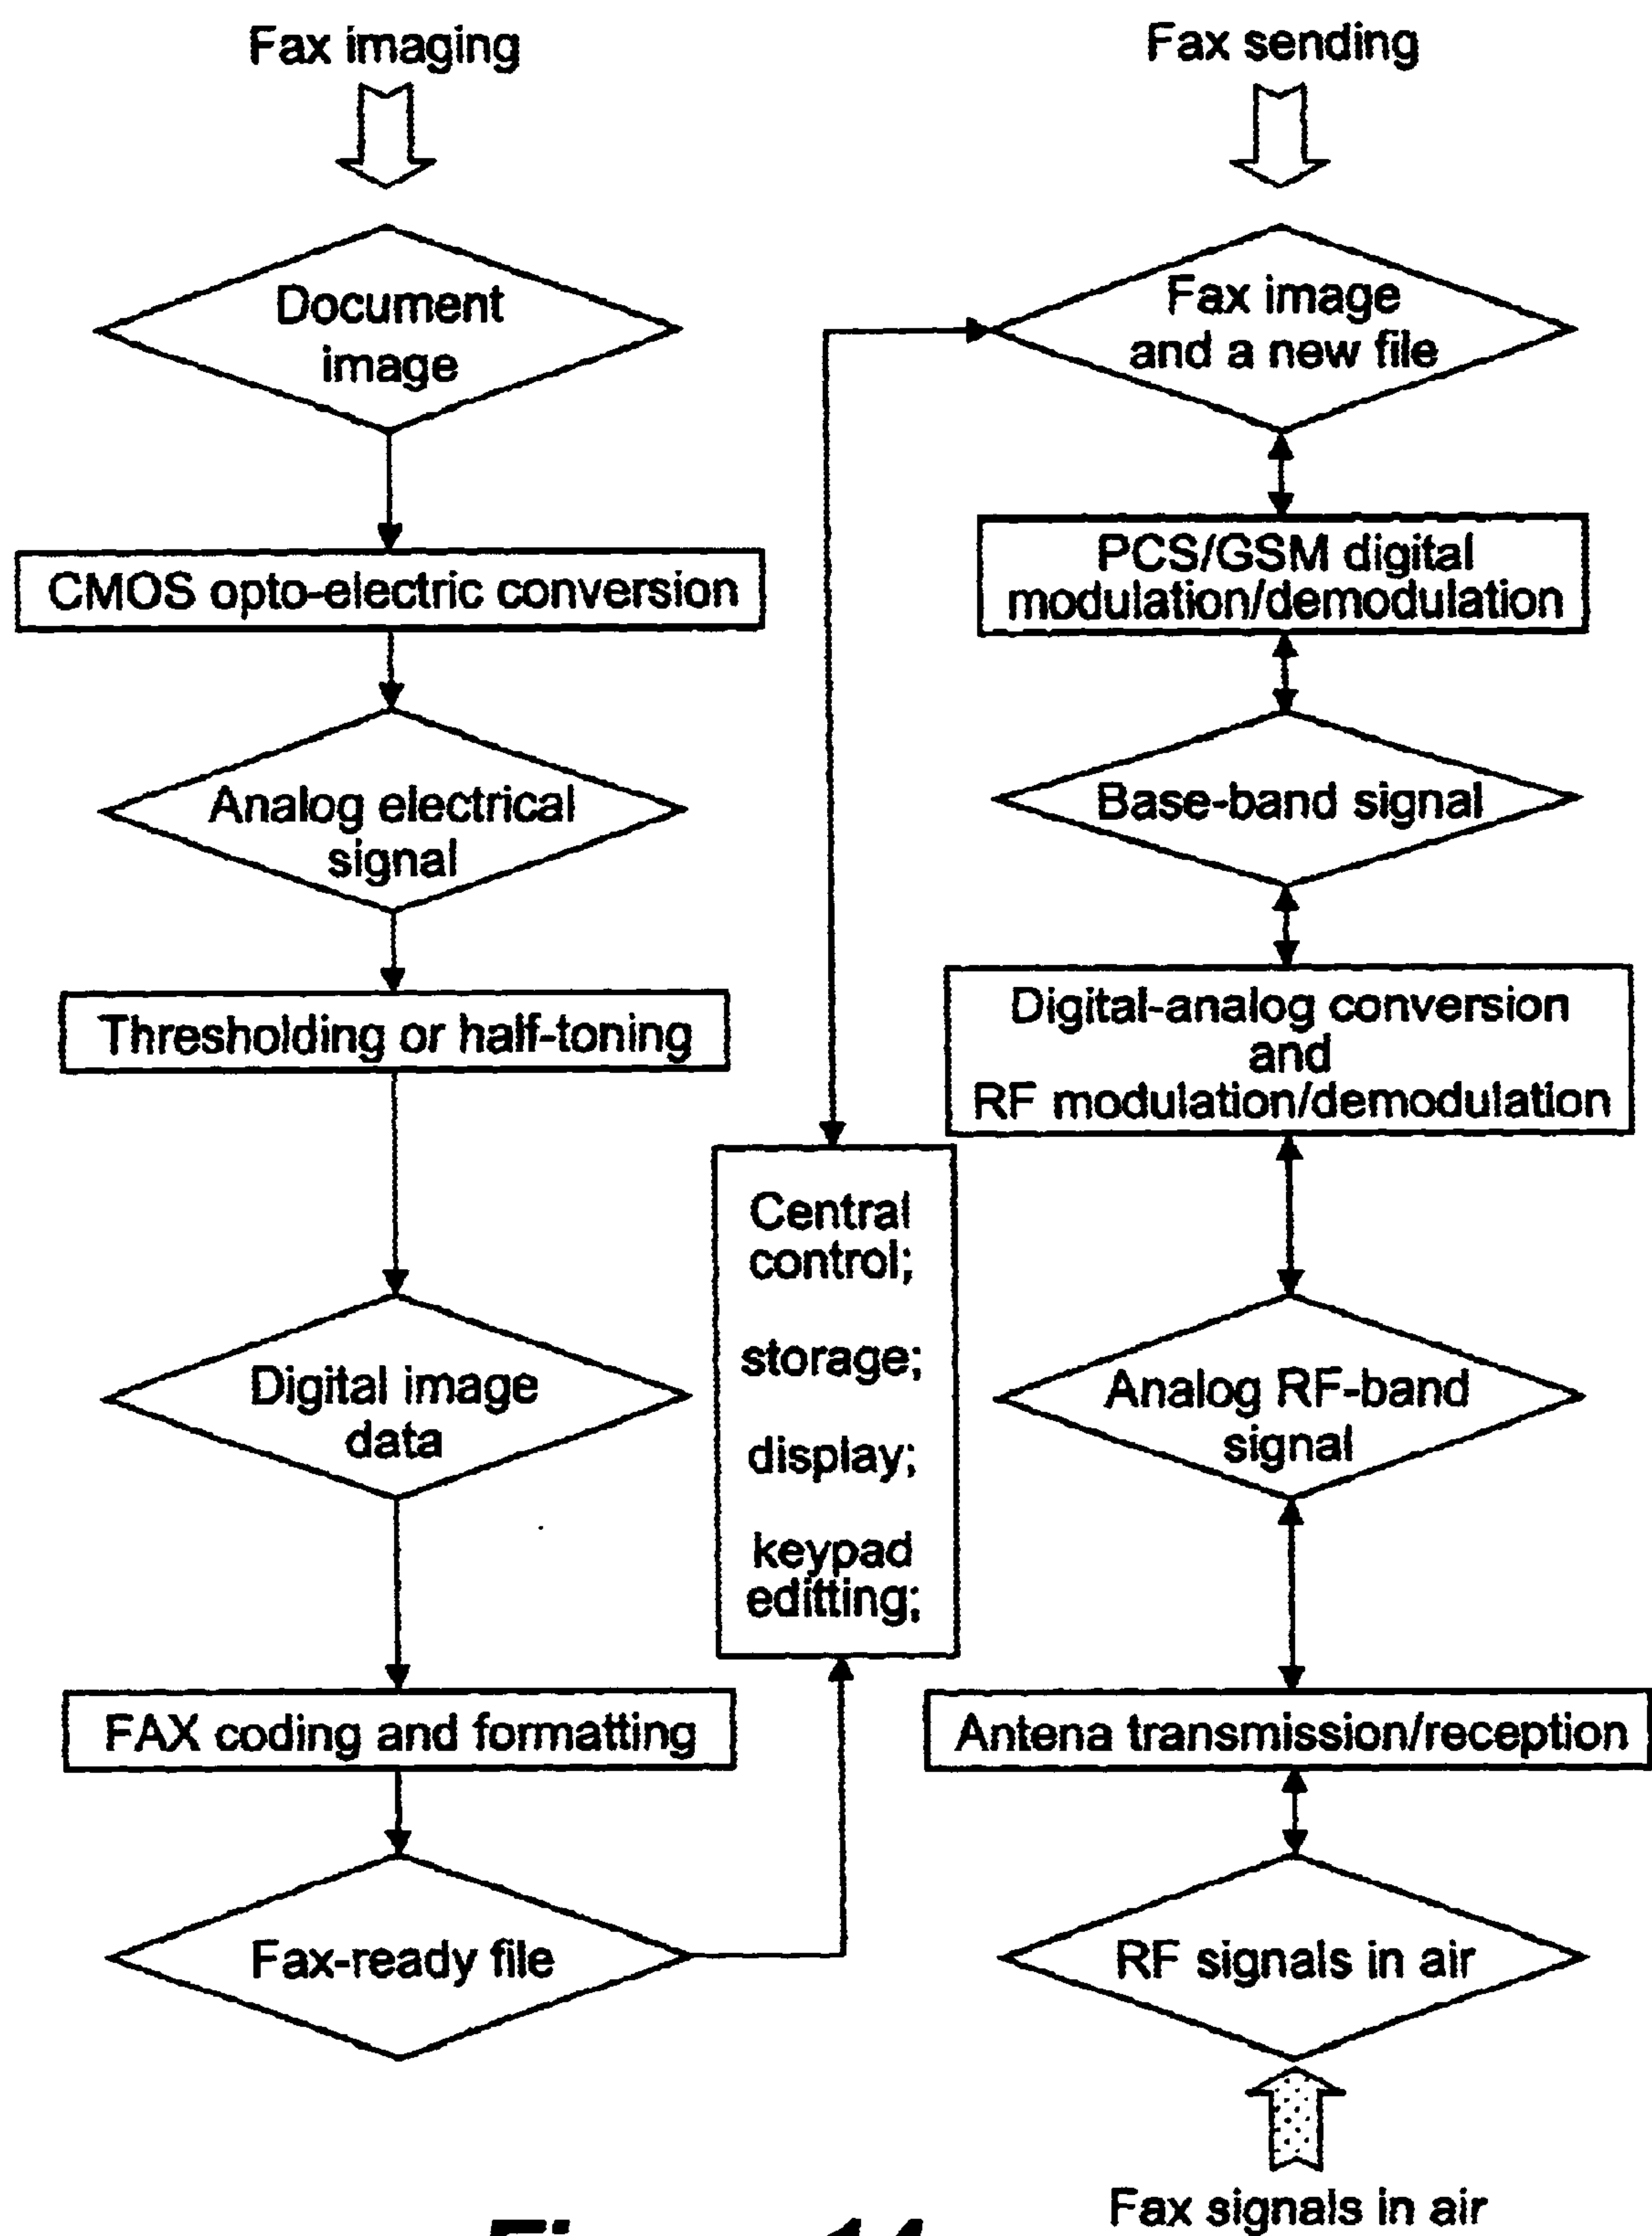 Fax imaging
Document
image
CMOS opto-electric conversion
Analog electrical
signal
Thresholding or half-toning
Digital image
data
FAX coding and formatting
Fax-ready file
Central
control;
storage;
display;
keypad
editting;
Fax sending
Fax image
and a new file
PCS/GSM digital
modulation/demodulation
Base-band signal
Digital-analog conversion
and
RF modulation/demodulation
Analog RF-band
signal
Antena transmission/reception
RF signals in air
Fax signals in air